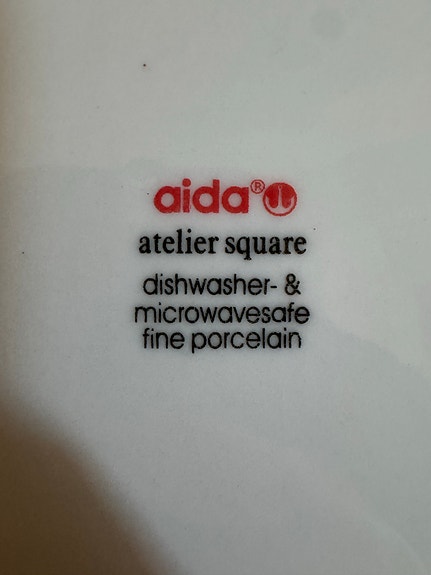 aida®
atelier square
dishwasher- &
microwavesafe
fine porcelain